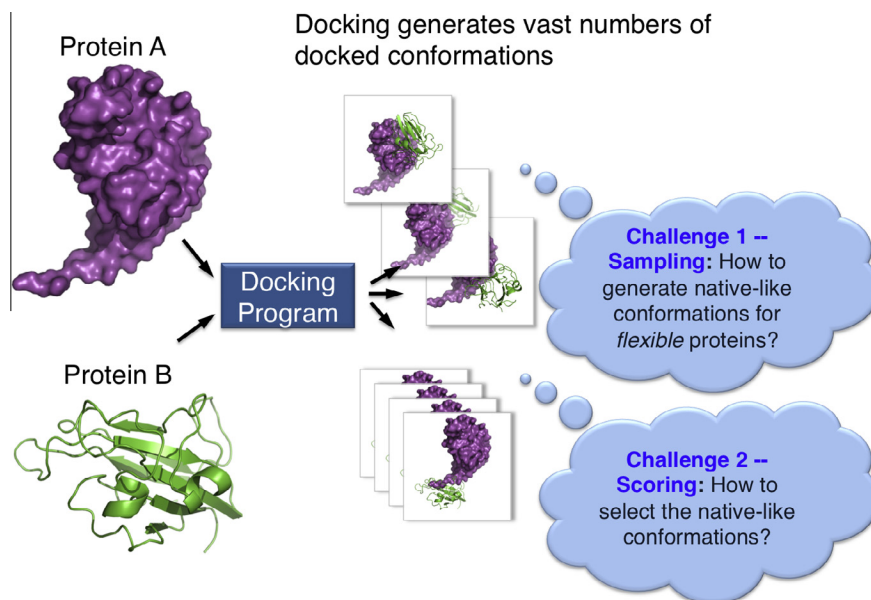 Docking generates vast numbers of
docked conformations
Protein A
Docking
Program
Protein B
Challenge 1 --
Sampling: How to
generate native-like
conformations for
flexible proteins?
Challenge 2 --
Scoring: How to
select the native-like
conformations?